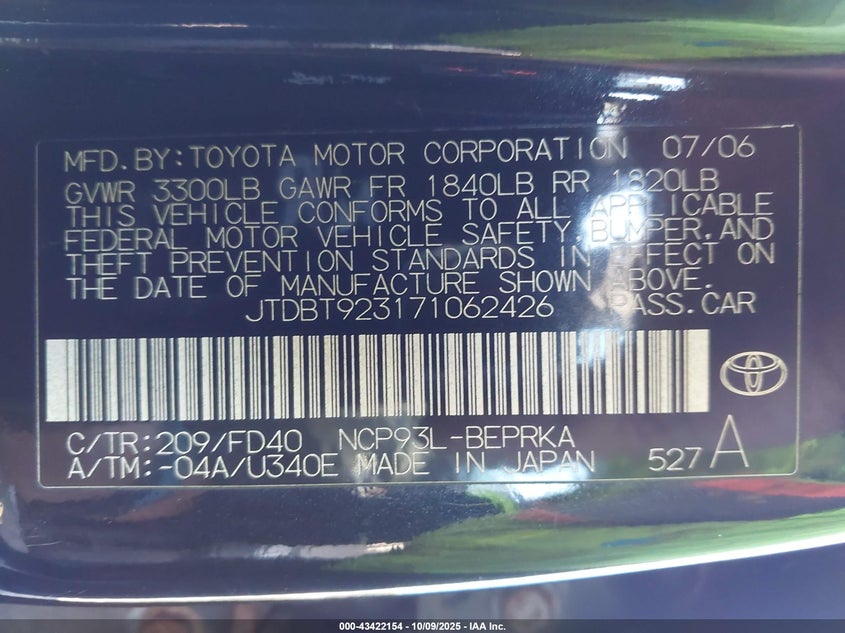 MFD.BY:TOYOTA MOTOR CORPORATION 07/06
GVWR 3300LB GAWR FR 1840LB RR 1820LB
THIS VEHICLE CONFORMS TO ALL APPLICABLE
FEDERAL MOTOR VEHICLE SAFETY,BUMPER,AND
THEFT PREVENTION STANDARDS IN EFFECT ON
THE DATE OF MANUFACTURE SHOWN ABOVE.
JTDBT923171062426 PASS.CAR
C/TR:209/FD40 NCP93L-BEPRKA
A/TM:-04A/U340E MADE IN JAPAN 527 A
000-43422154 - 10/09/2025 - IAA Inc.